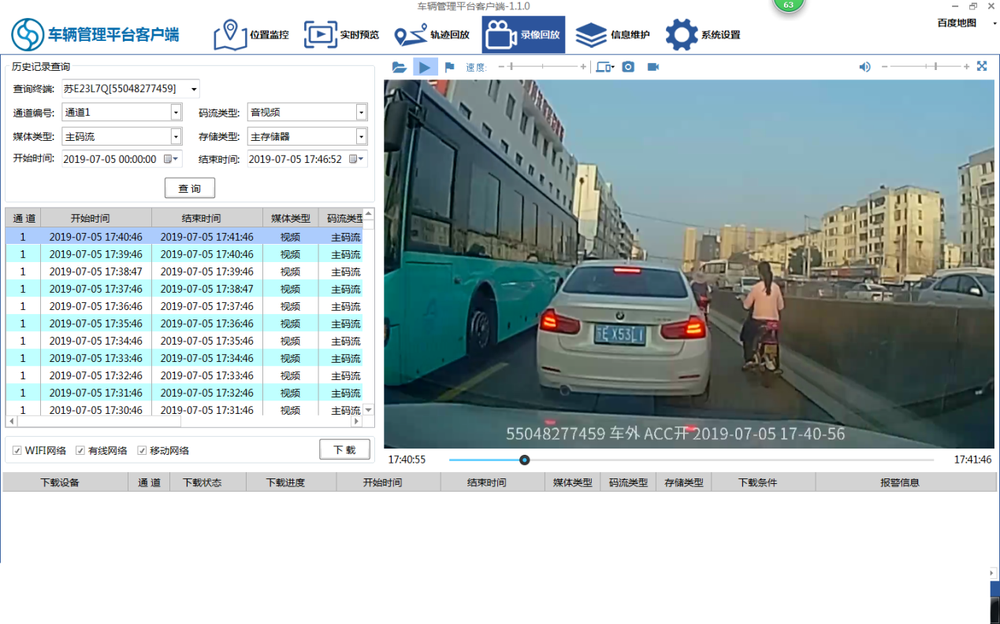 车辆管理平台客户端-1.1.0
63
车辆管理平台客户端 位置监控 实时预览 轨迹回放 录像回放 信息维护 系统设置 百度地图
历史记录查询
速度:
查询终端: 苏E23L7Q[55048277459]
通道编号: 通道1 码流类型: 音视频
媒体类型: 主码流 存储类型: 主存储器
开始时间: 2019-07-05 00:00:00 结束时间: 2019-07-05 17:46:52
查 询
通 道 开始时间 结束时间 媒体类型 码流类型
1 2019-07-05 17:40:46 2019-07-05 17:41:46 视频 主码流
1 2019-07-05 17:39:46 2019-07-05 17:40:46 视频 主码流
1 2019-07-05 17:38:47 2019-07-05 17:39:46 视频 主码流
1 2019-07-05 17:37:46 2019-07-05 17:38:47 视频 主码流
1 2019-07-05 17:36:46 2019-07-05 17:37:46 视频 主码流
1 2019-07-05 17:35:46 2019-07-05 17:36:46 视频 主码流
1 2019-07-05 17:34:46 2019-07-05 17:35:46 视频 主码流
1 2019-07-05 17:33:46 2019-07-05 17:34:46 视频 主码流
1 2019-07-05 17:32:46 2019-07-05 17:33:46 视频 主码流
1 2019-07-05 17:31:46 2019-07-05 17:32:46 视频 主码流
1 2019-07-05 17:30:46 2019-07-05 17:31:46 视频 主码流
55048277459 车外 ACC开 2019-07-05 17-40-56
WIFI网络 有线网络 移动网络 下 载
17:40:55 17:41:46
下载设备 通 道 下载状态 下载进度 开始时间 结束时间 媒体类型 码流类型 存储类型 下载条件 报警信息